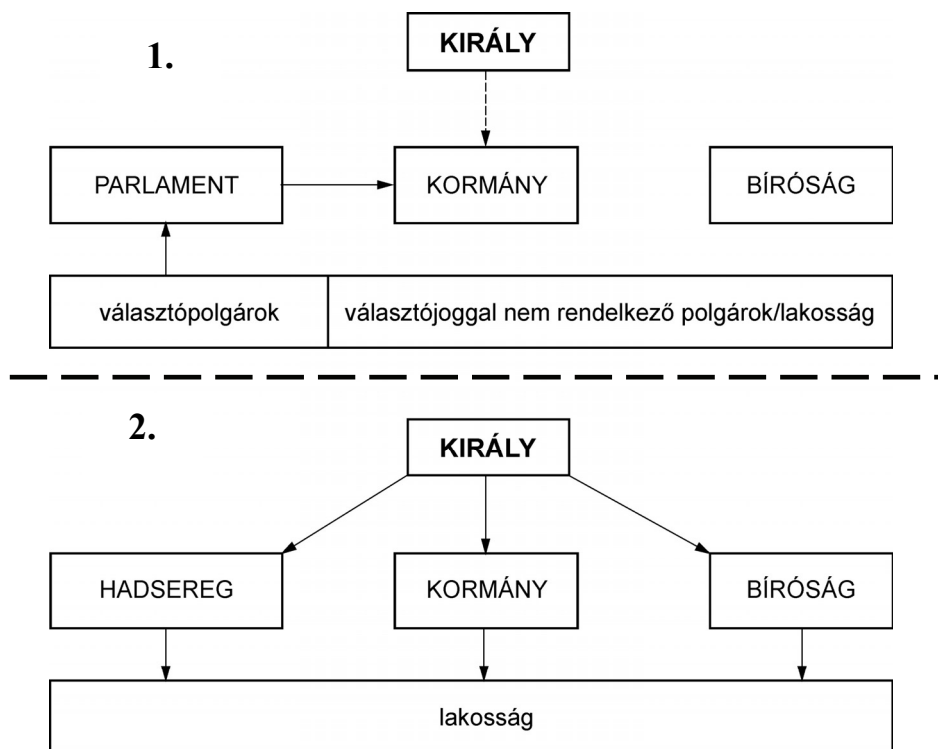 1.
KIRÁLY
PARLAMENT
KORMÁNY
BÍRÓSÁG
választópolgárok
választójoggal nem rendelkező polgárok/lakosság
2.
KIRÁLY
HADSEREG
KORMÁNY
BÍRÓSÁG
lakosság